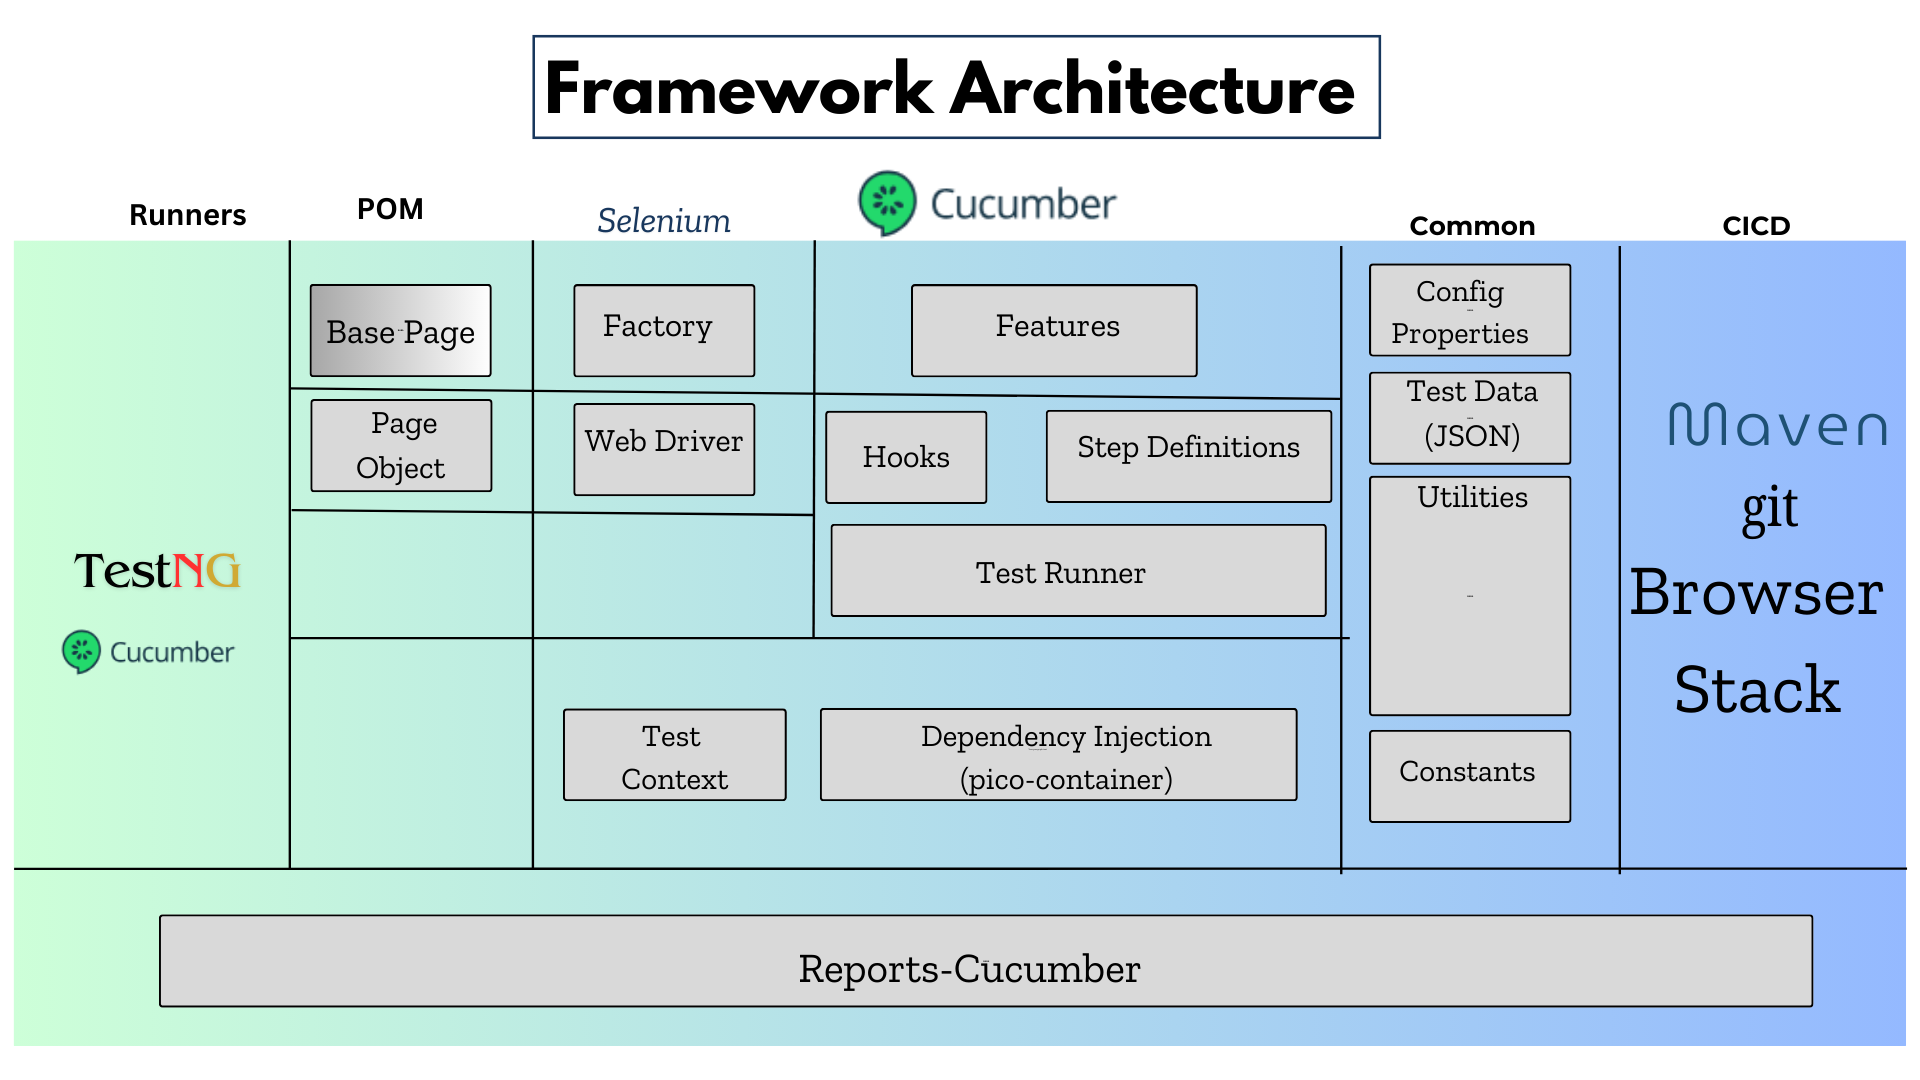 Framework Architecture
Runners
POM
Selenium
Cucumber
Common
CICD
Base Page
Factory
Features
Config
Properties
Page
Object
Web Driver
Hooks
Step Definitions
Test Data
(JSON)
Utilities
Maven
git
Browser
Stack
TestNG
Cucumber
Test Runner
Test
Context
Dependency Injection
(pico-container)
Constants
Reports-Cucumber